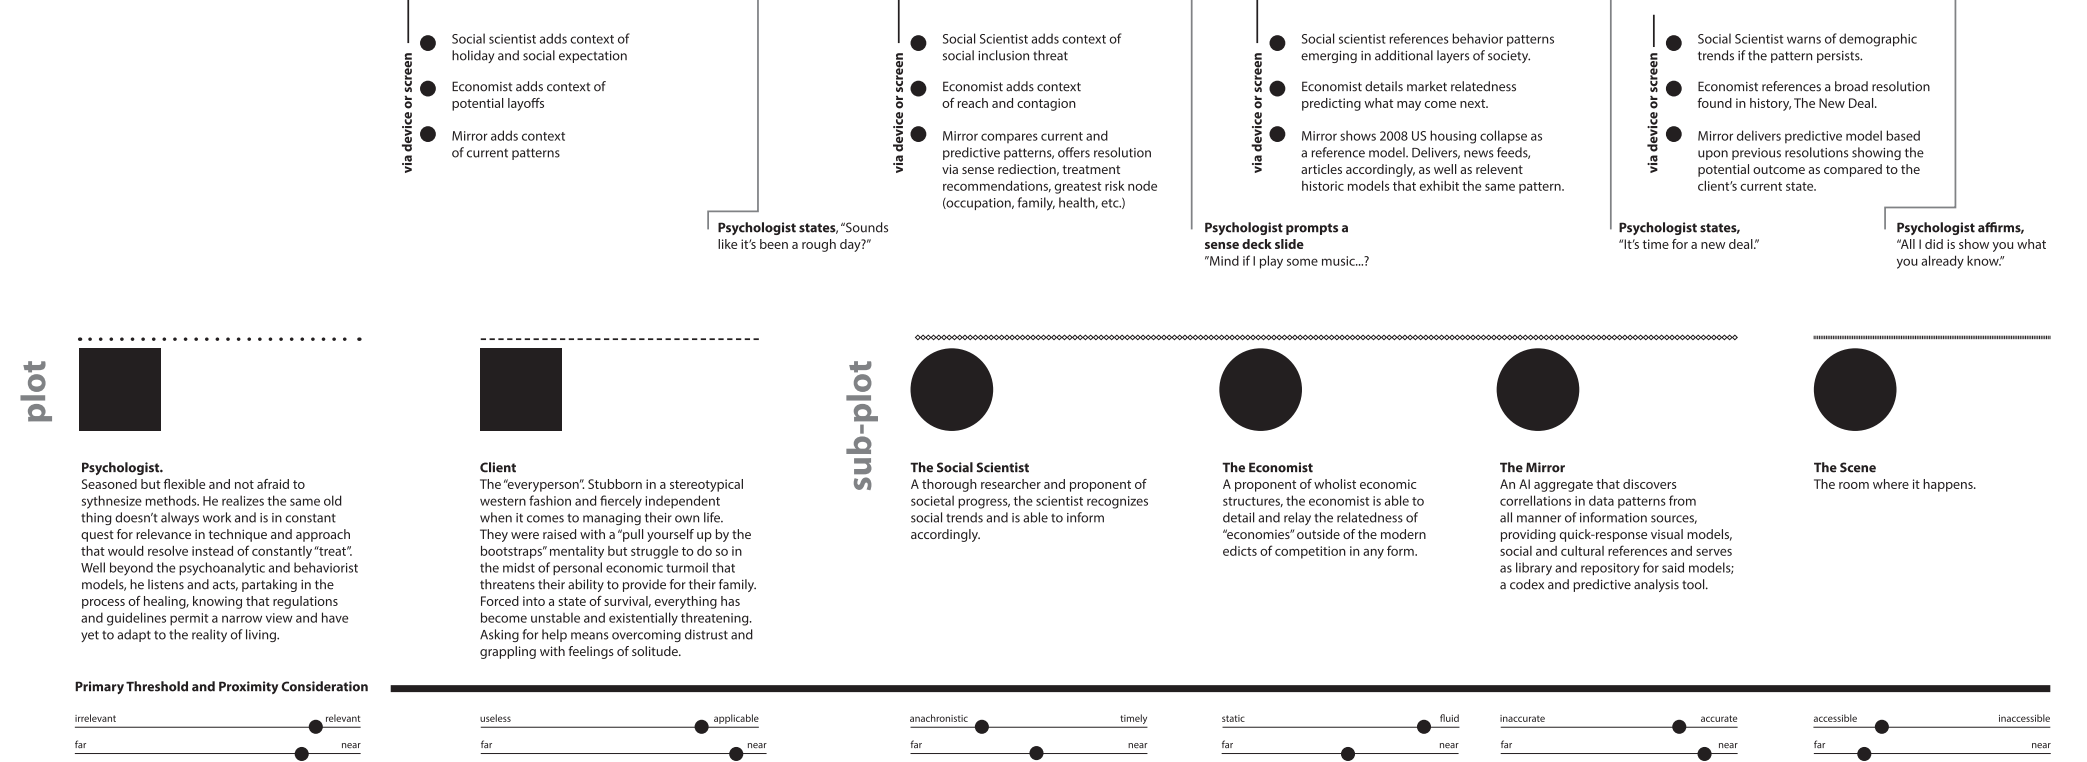 via device or screen
Social scientist adds context of
holiday and social expectation
Economist adds context of
potential layoffs
Mirror adds context
of current patterns
Psychologist states, “Sounds
like it’s been a rough day?”
via device or screen
Social Scientist adds context of
social inclusion threat
Economist adds context
of reach and contagion
Mirror compares current and
predictive patterns, offers resolution
via sense rediection, treatment
recommendations, greatest risk node
(occupation, family, health, etc.)
Psychologist prompts a
sense deck slide
”Mind if I play some music...?
via device or screen
Social scientist references behavior patterns
emerging in additional layers of society.
Economist details market relatedness
predicting what may come next.
Mirror shows 2008 US housing collapse as
a reference model. Delivers, news feeds,
articles accordingly, as well as relevent
historic models that exhibit the same pattern.
Psychologist states,
“It’s time for a new deal.”
via device or screen
Social Scientist warns of demographic
trends if the pattern persists.
Economist references a broad resolution
found in history, The New Deal.
Mirror delivers predictive model based
upon previous resolutions showing the
potential outcome as compared to the
client’s current state.
Psychologist affirms,
“All I did is show you what
you already know.”
plot
Psychologist.
Seasoned but flexible and not afraid to
sythnesize methods. He realizes the same old
thing doesn’t always work and is in constant
quest for relevance in technique and approach
that would resolve instead of constantly “treat”.
Well beyond the psychoanalytic and behaviorist
models, he listens and acts, partaking in the
process of healing, knowing that regulations
and guidelines permit a narrow view and have
yet to adapt to the reality of living.
Client
The “everyperson”. Stubborn in a stereotypical
western fashion and fiercely independent
when it comes to managing their own life.
They were raised with a “pull yourself up by the
bootstraps” mentality but struggle to do so in
the midst of personal economic turmoil that
threatens their ability to provide for their family.
Forced into a state of survival, everything has
become unstable and existentially threatening.
Asking for help means overcoming distrust and
grappling with feelings of solitude.
sub-plot
The Social Scientist
A thorough researcher and proponent of
societal progress, the scientist recognizes
social trends and is able to inform
accordingly.
The Economist
A proponent of wholist economic
structures, the economist is able to
detail and relay the relatedness of
“economies” outside of the modern
edicts of competition in any form.
The Mirror
An AI aggregate that discovers
correllations in data patterns from
all manner of information sources,
providing quick-response visual models,
social and cultural references and serves
as library and repository for said models;
a codex and predictive analysis tool.
The Scene
The room where it happens.
Primary Threshold and Proximity Consideration
irrelevant relevant
far near
useless applicable
far near
anachronistic timely
far near
static fluid
far near
inaccurate accurate
far near
accessible inaccessible
far near